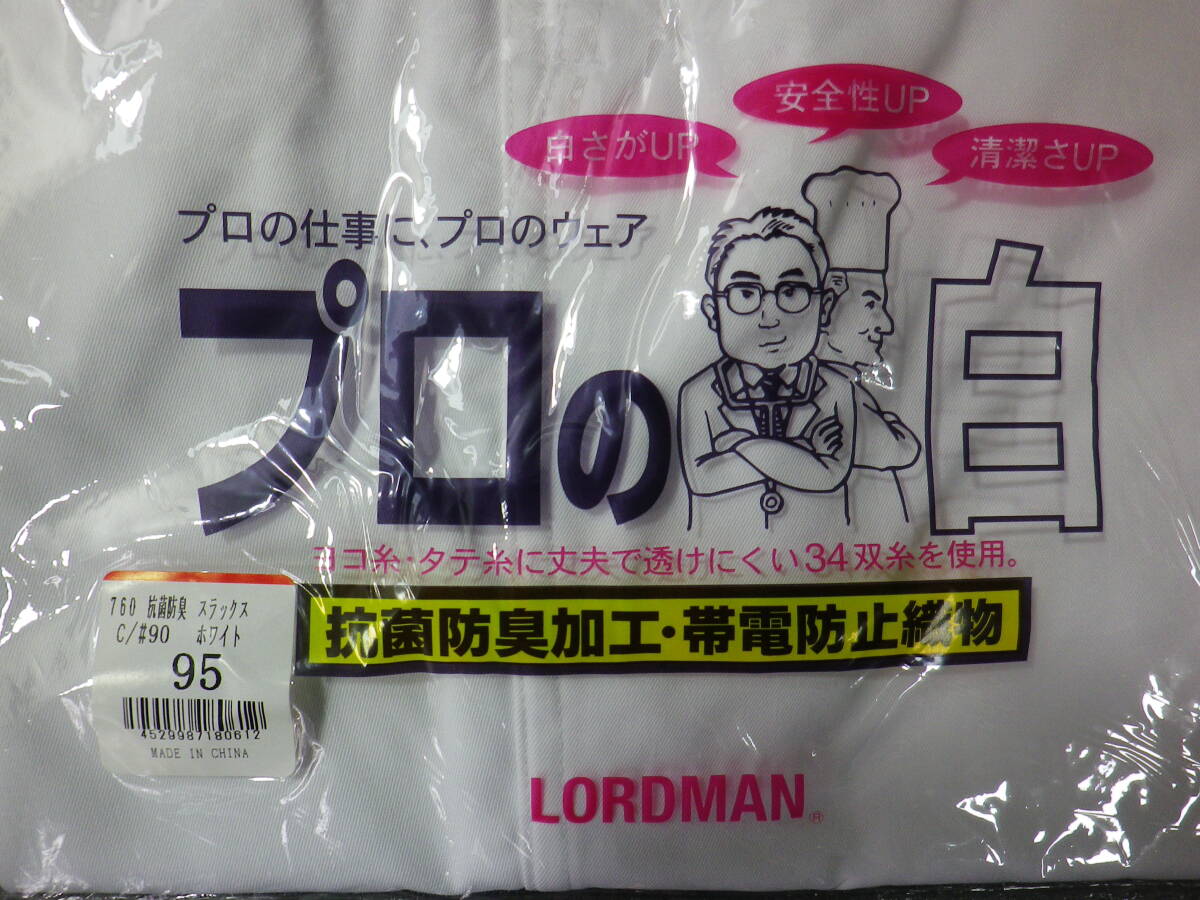 安全性UP
白さがUP
清潔さUP
プロの仕事に、プロのウェア
プロの白
ヨコ糸・タテ糸に丈夫で透けにくい34双糸を使用。
抗菌防臭加工・帯電防止織物
760 抗菌防臭 スラックス
C/#90 ホワイト
95
4529987180612
MADE IN CHINA
LORDMAN®